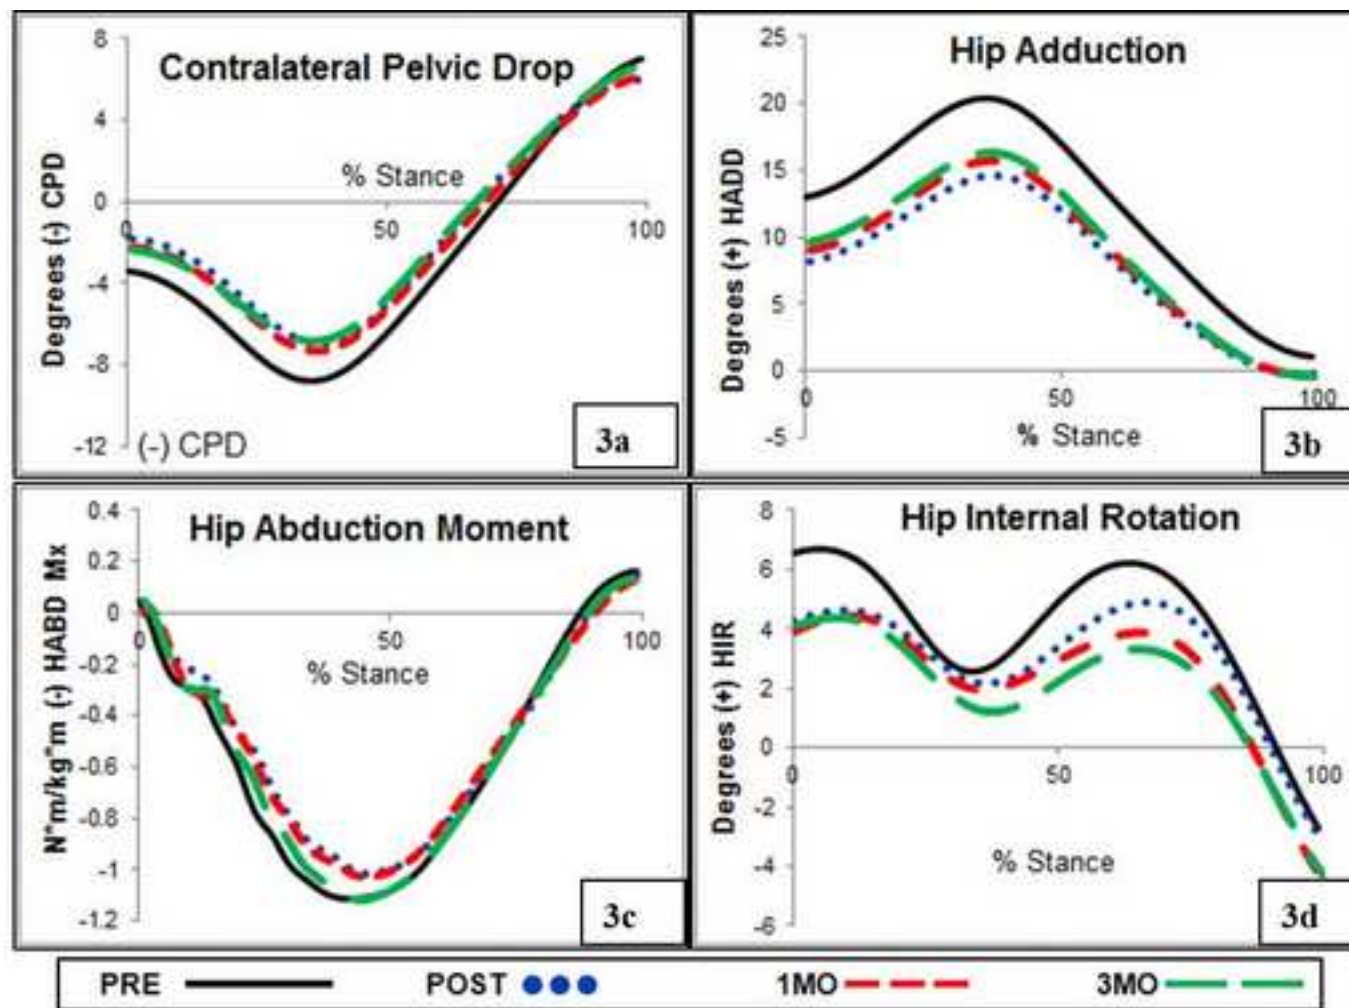 Contralateral Pelvic Drop
8
4
0
-4
-8
-12
Degrees (-) CPD
% Stance
0
50
100
(-) CPD
3a
Hip Adduction
25
20
15
10
5
0
-5
Degrees (+) HADD
0
50
100
% Stance
3b
Hip Abduction Moment
0.4
0.2
0
-0.2
-0.4
-0.6
-0.8
-1
-1.2
N*m/kg*m (-) HABD Mx
0
50
100
% Stance
3c
Hip Internal Rotation
8
6
4
2
0
-2
-4
-6
Degrees (+) HIR
0
50
100
% Stance
3d
PRE POST 1MO 3MO